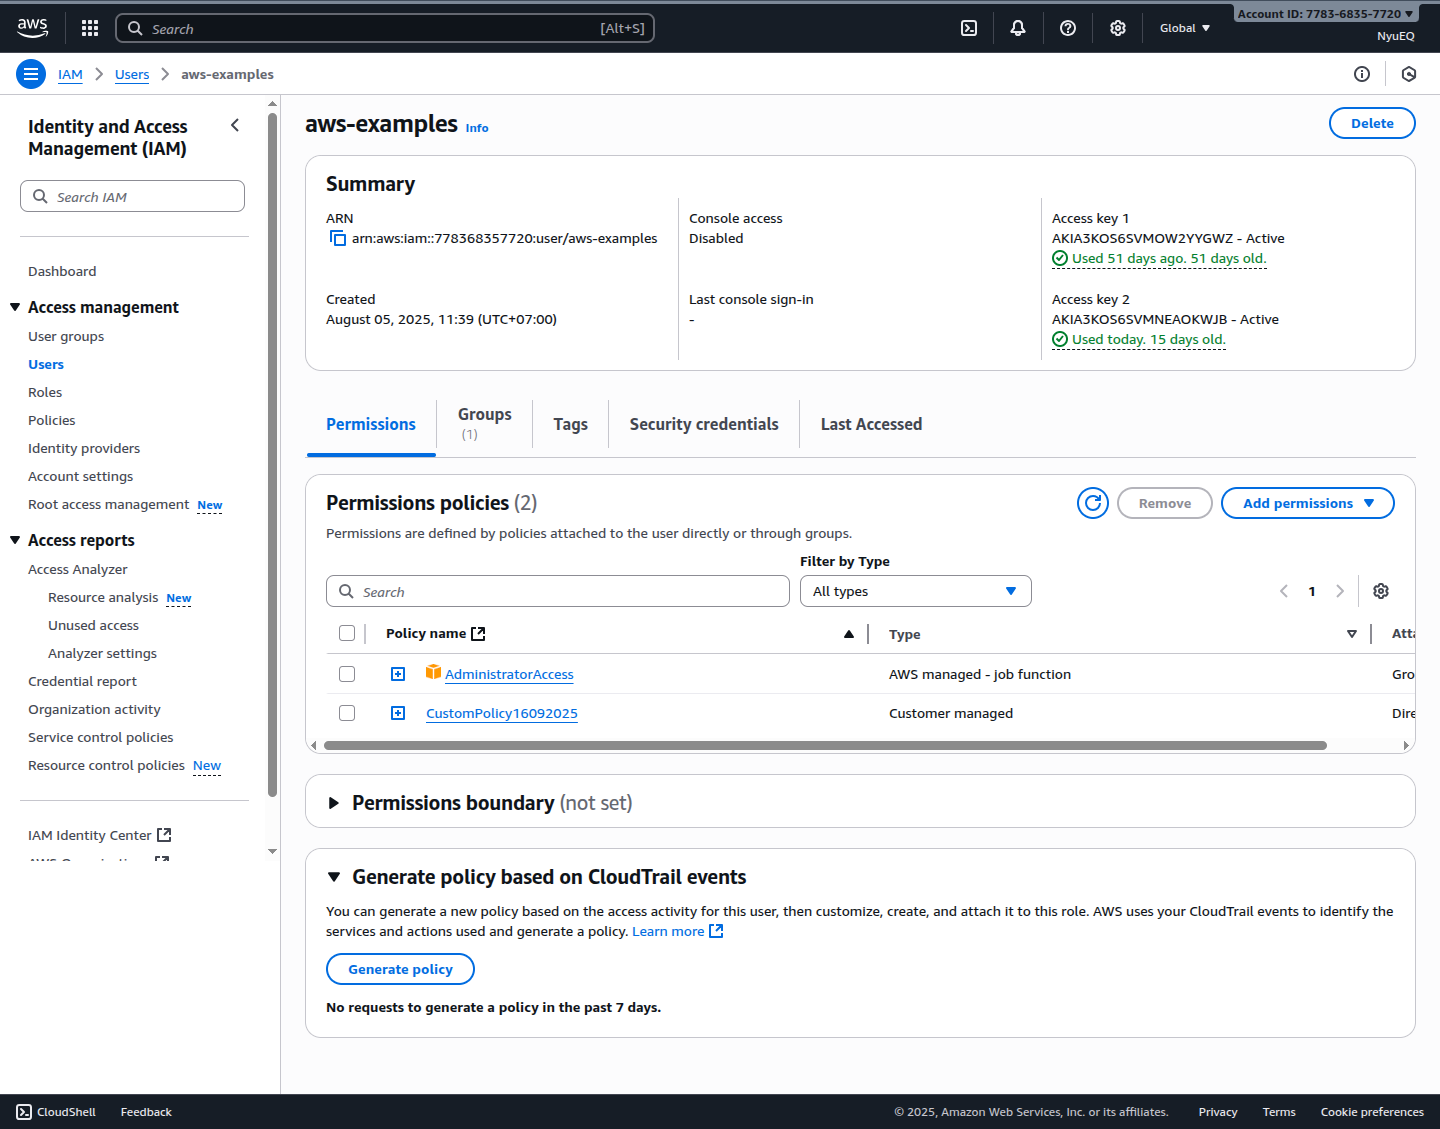 aws
Search
[Alt+S]
Global
Account ID: 7783-6835-7720
NyuEQ
IAM
Users
aws-examples
Identity and Access
Management (IAM)
Search IAM
Dashboard
Access management
User groups
Users
Roles
Policies
Identity providers
Account settings
Root access management New
Access reports
Access Analyzer
Resource analysis New
Unused access
Analyzer settings
Credential report
Organization activity
Service control policies
Resource control policies New
IAM Identity Center
aws-examples Info
Delete
Summary
ARN
arn:aws:iam::778368357720:user/aws-examples
Created
August 05, 2025, 11:39 (UTC+07:00)
Console access
Disabled
Last console sign-in
-
Access key 1
AKIA3KOS6SVMOW2YYGWZ - Active
Used 51 days ago. 51 days old.
Access key 2
AKIA3KOS6SVMNEAOKWJB - Active
Used today. 15 days old.
Permissions
Groups
(1)
Tags
Security credentials
Last Accessed
Permissions policies (2)
Remove
Add permissions
Permissions are defined by policies attached to the user directly or through groups.
Filter by Type
Search
All types
1
Policy name
Type
AdministratorAccess
AWS managed - job function
CustomPolicy16092025
Customer managed
Permissions boundary (not set)
Generate policy based on CloudTrail events
You can generate a new policy based on the access activity for this user, then customize, create, and attach it to this role. AWS uses your CloudTrail events to identify the
services and actions used and generate a policy. Learn more
Generate policy
No requests to generate a policy in the past 7 days.
CloudShell
Feedback
© 2025, Amazon Web Services, Inc. or its affiliates.
Privacy
Terms
Cookie preferences